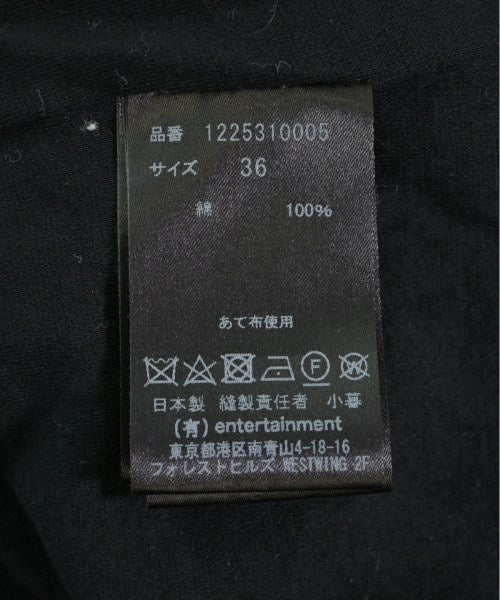 品番 1225310005
サイズ 36
綿 100%
あて布使用
F W
日本製 縫製責任者 小暮
(有) entertainment
東京都港区南青山4-18-16
フォレストヒルズ WESTWING 2F